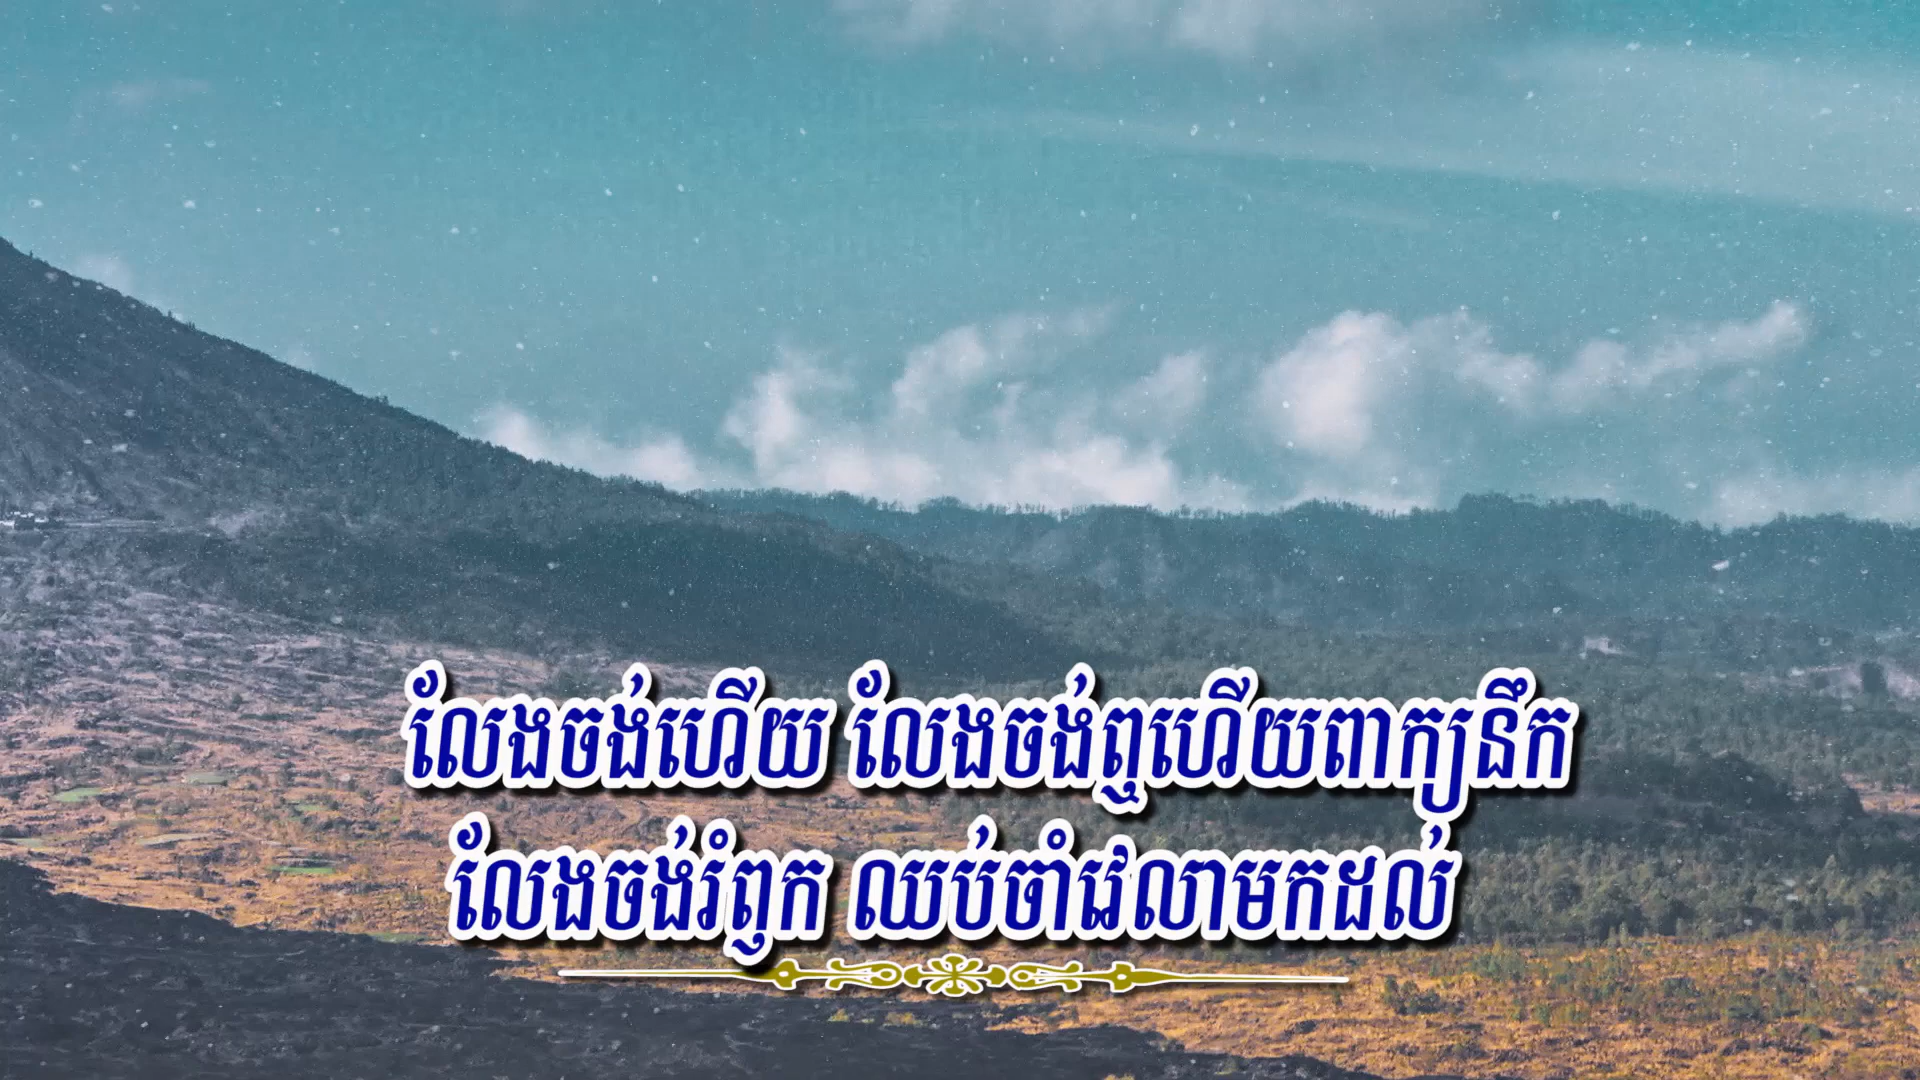 លែងចង់ហើយ លែងចង់ឮហើយពាក្យនឹក
លែងចង់រំឭក ឈប់ចាំវេលាមកដល់